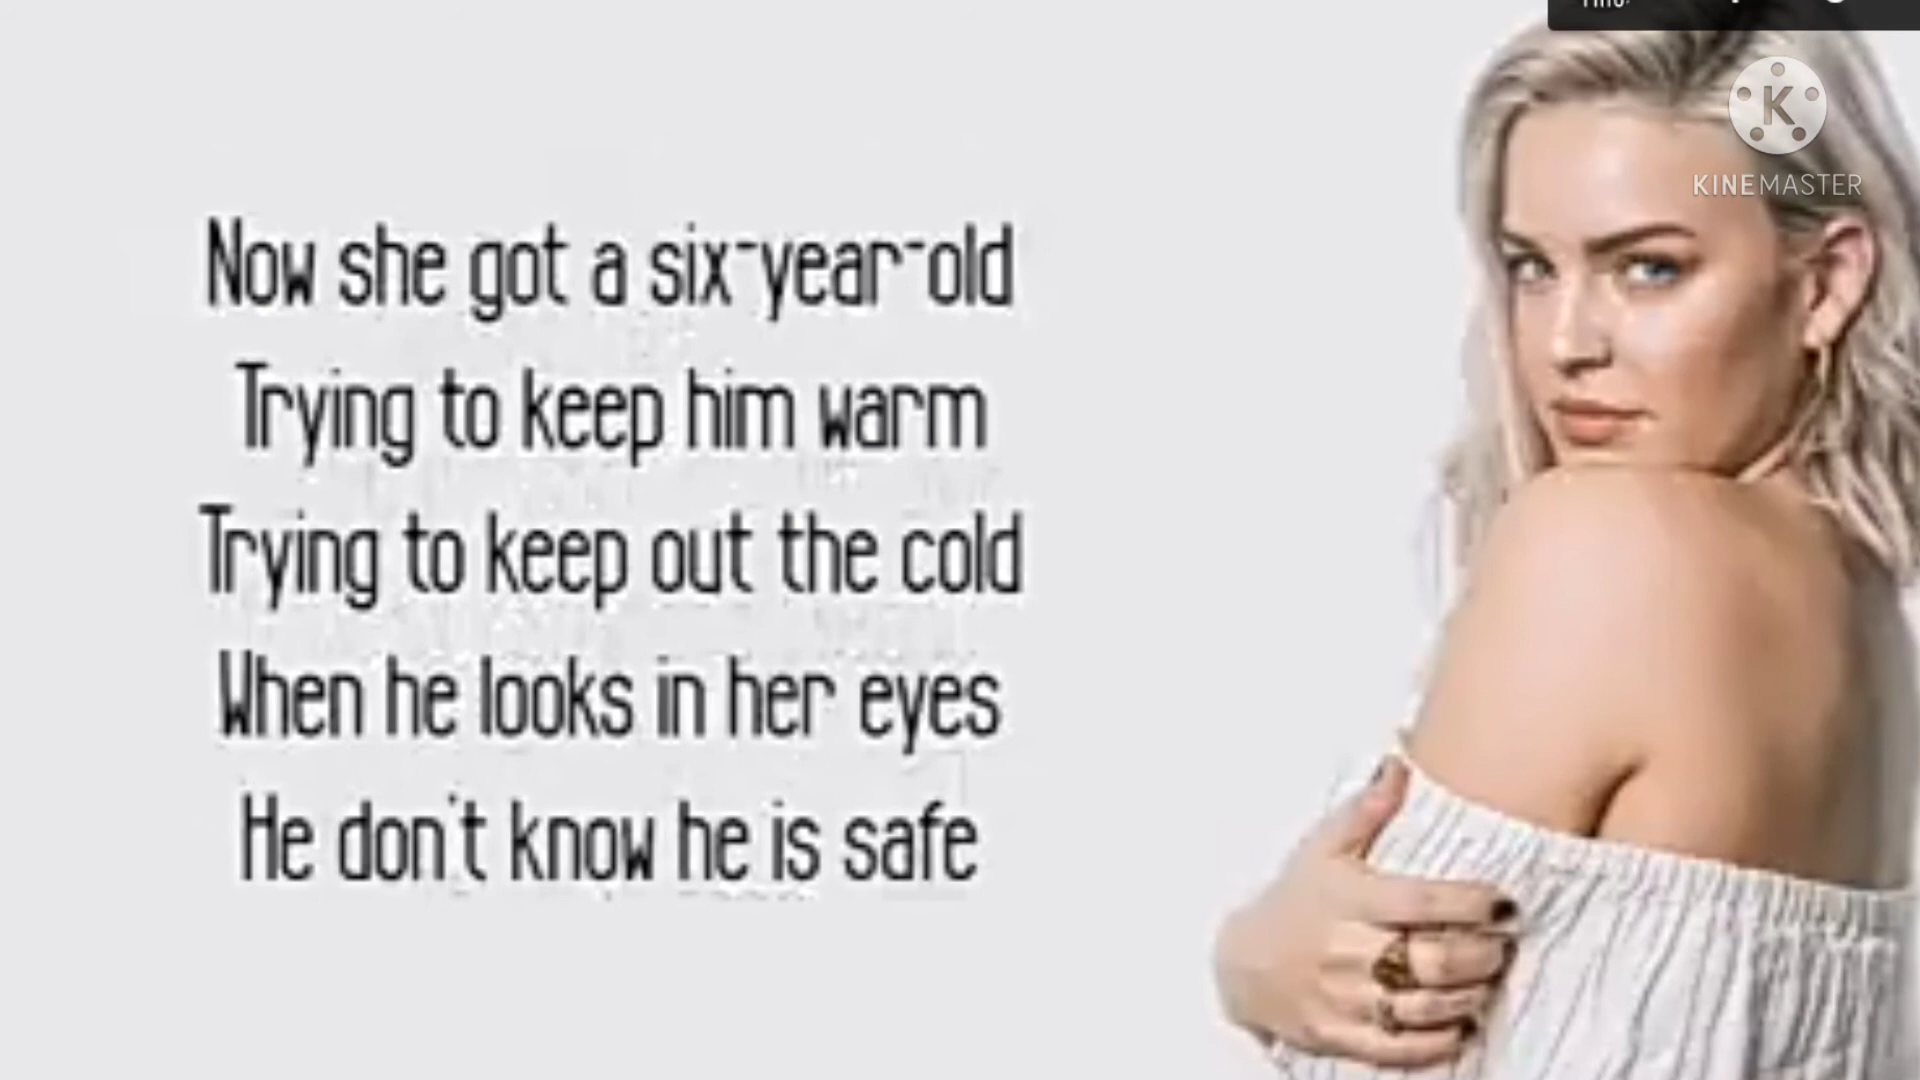 KINEMASTER
Now she got a six-year-old
Trying to keep him warm
Trying to keep out the cold
When he looks in her eyes
He don't know he is safe